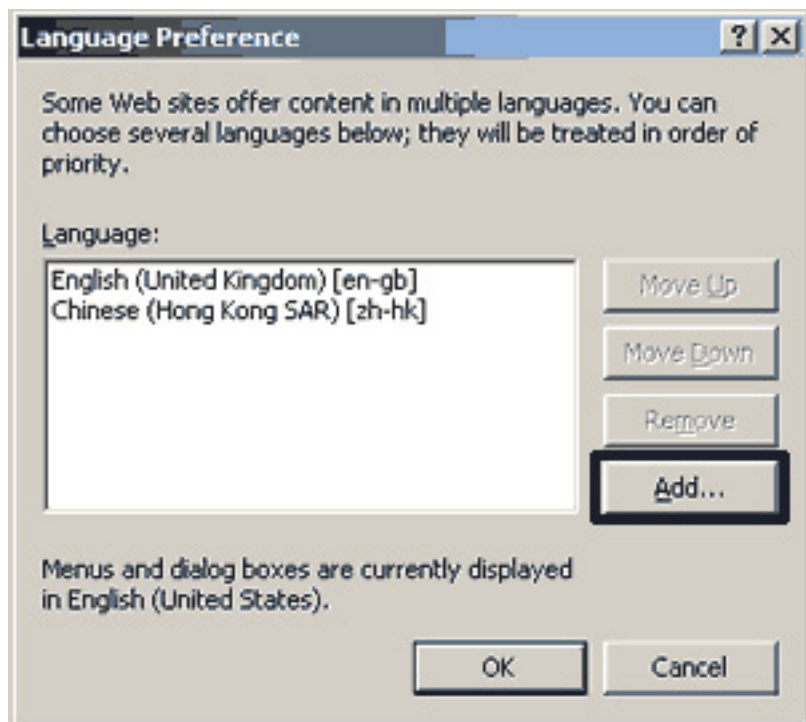 Language Preference
Some Web sites offer content in multiple languages. You can
choose several languages below; they will be treated in order of
priority.
Language:
English (United Kingdom) [en-gb]
Chinese (Hong Kong SAR) [zh-hk]
Move Up
Move Down
Remove
Add...
Menus and dialog boxes are currently displayed
in English (United States).
OK
Cancel